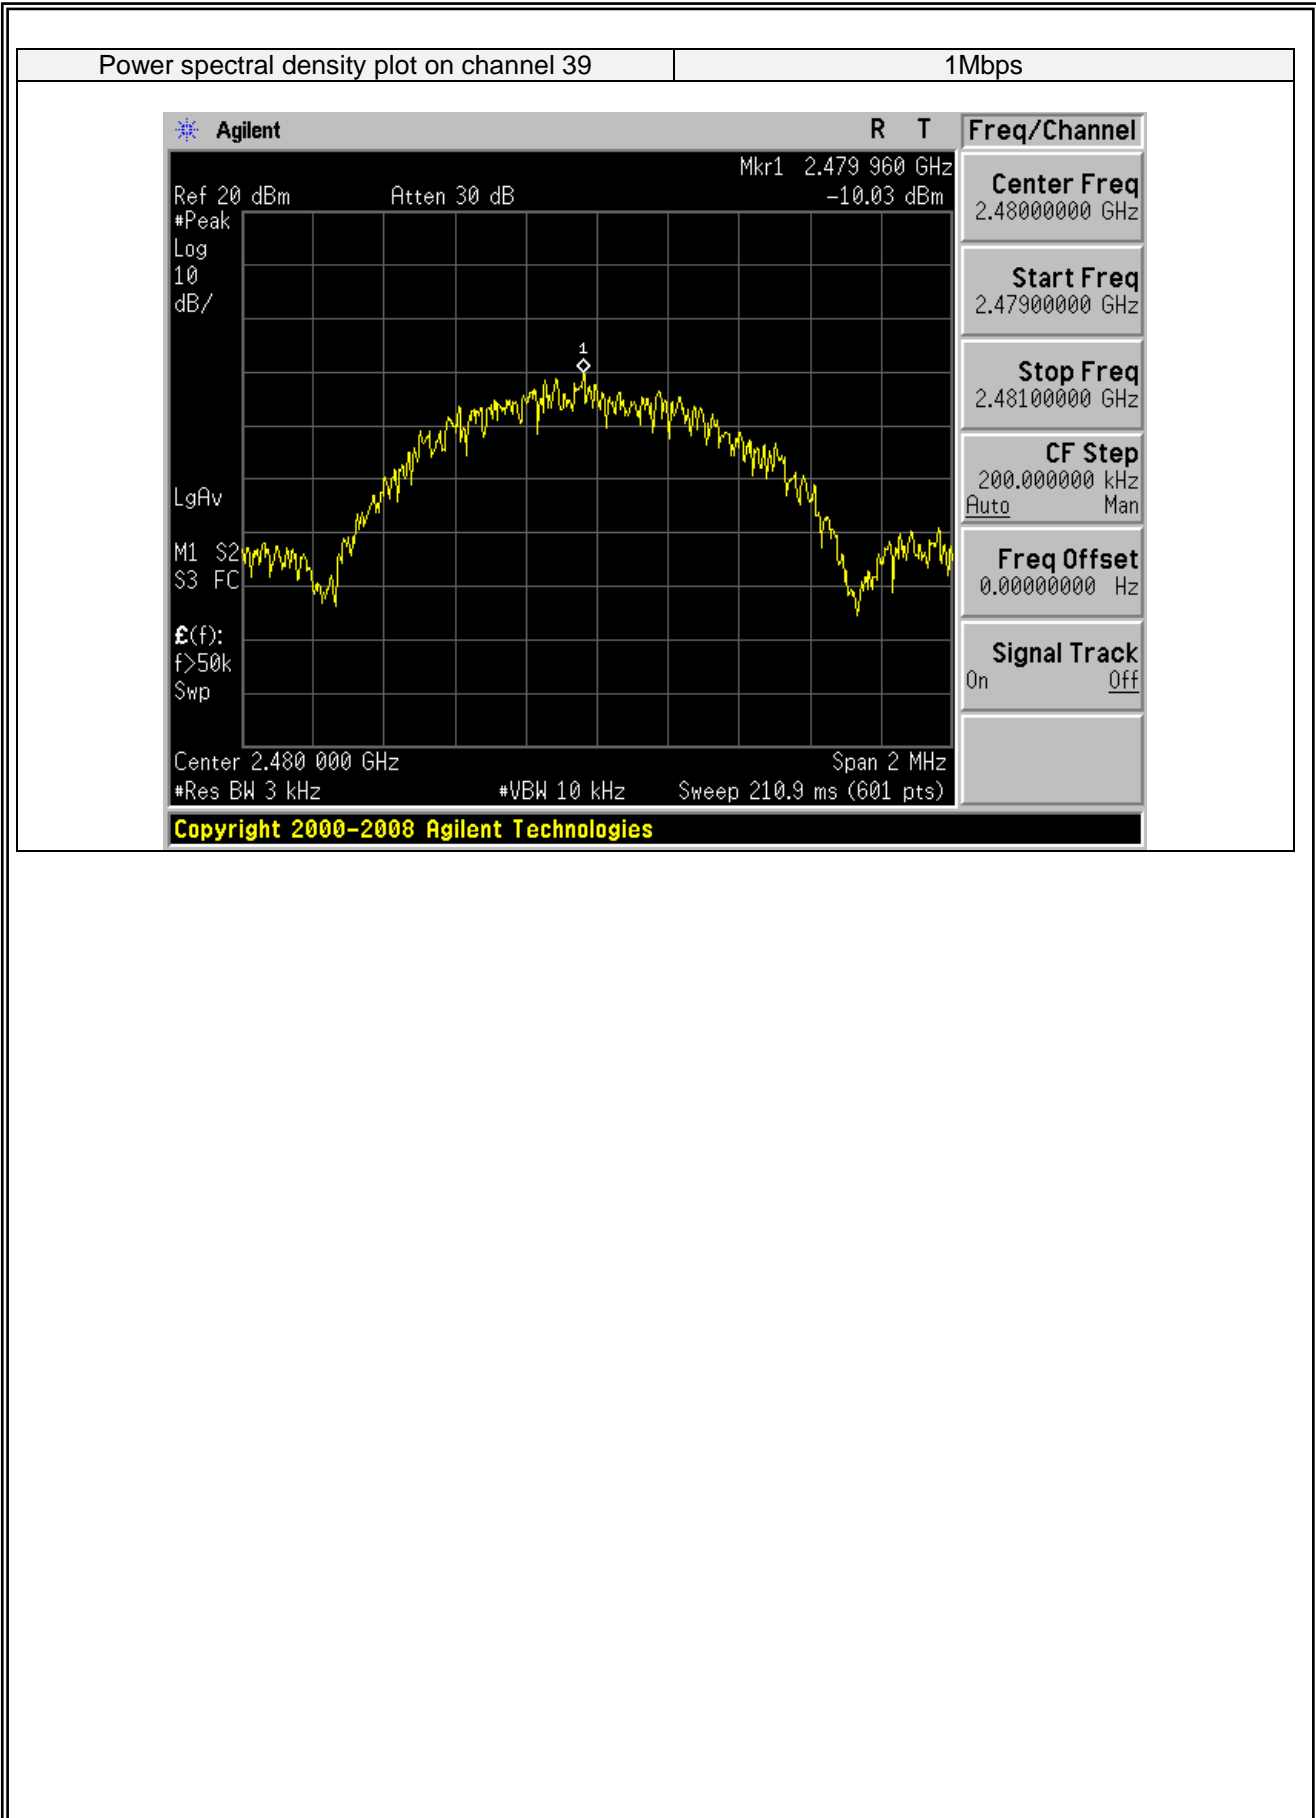 Power spectral density plot on channel 39 1Mbps
Agilent R T Freq/Channel
Mkr1 2.479 960 GHz
Ref 20 dBm Atten 30 dB -10.03 dBm
#Peak
Log
10
dB/
1
LgAv
M1 S2
S3 FC
£(f):
f>50k
Swp
Center 2.480 000 GHz Span 2 MHz
#Res BW 3 kHz #VBW 10 kHz Sweep 210.9 ms (601 pts)
Center Freq
2.48000000 GHz
Start Freq
2.47900000 GHz
Stop Freq
2.48100000 GHz
CF Step
200.000000 kHz
Auto Man
Freq Offset
0.00000000 Hz
Signal Track
On Off
Copyright 2000-2008 Agilent Technologies